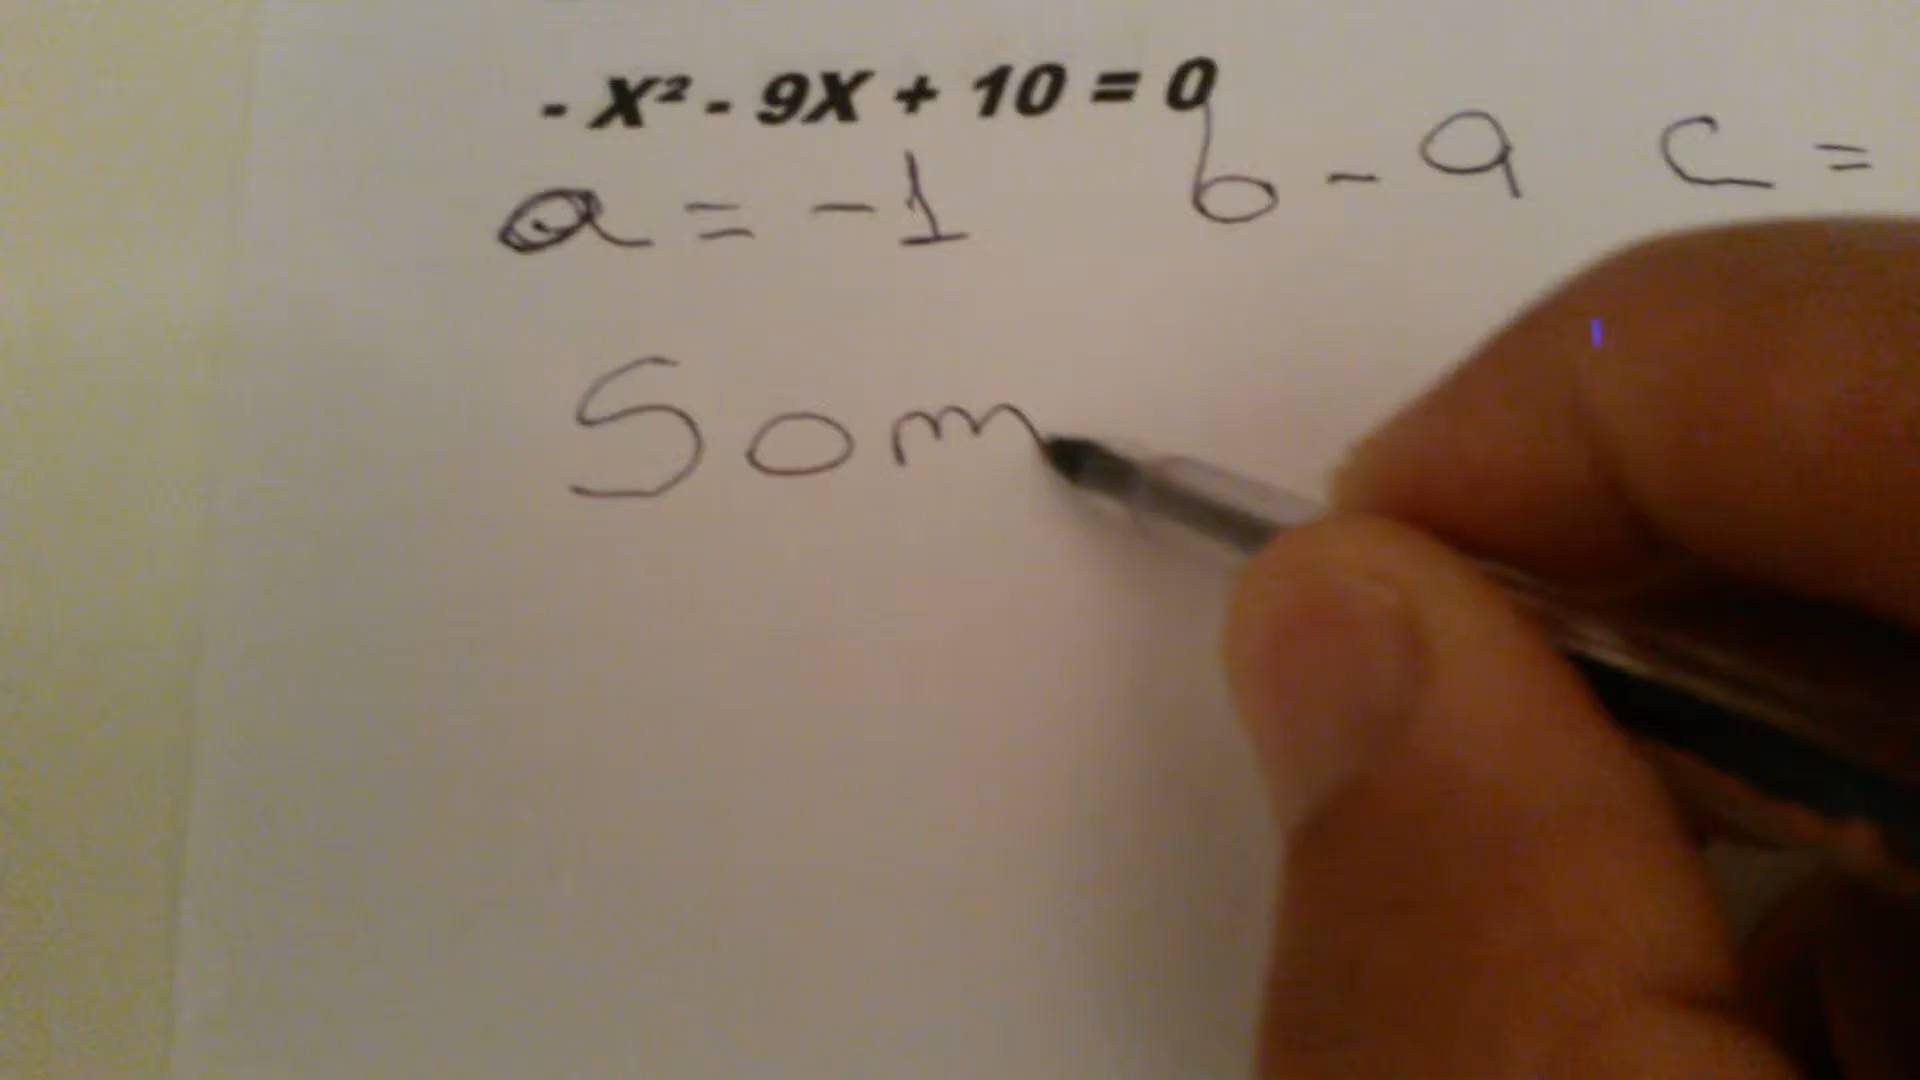 - X² - 9X + 10 = 0
a = -1 b - 9 c =
Som